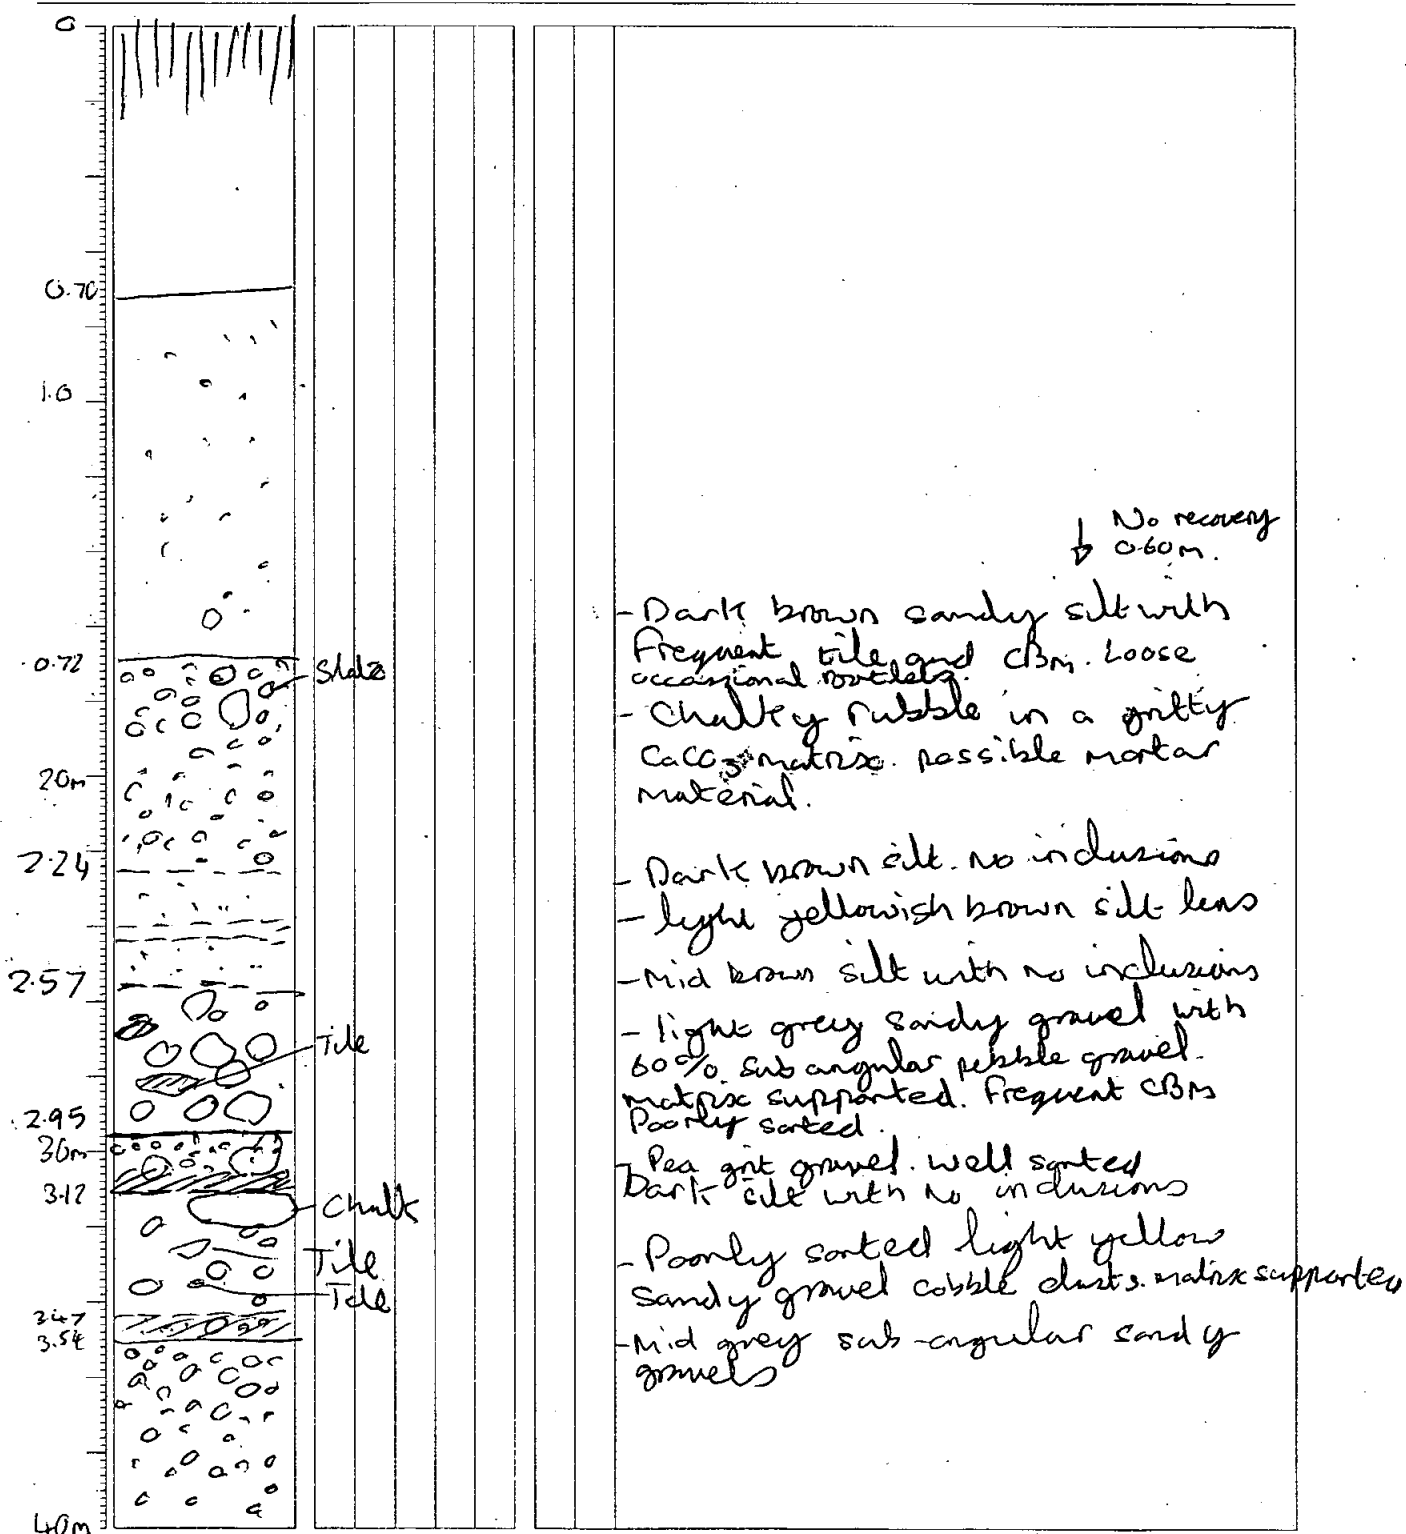 0
0.70
1.0
No recovery
0.60m.
- Dark brown sandy silt with
Frequent tile and CBM. Loose
0.72
Slate
occassional rootlets.
- Chalkey rubble in a gritty
CaCO3 matrix. possible mortar
20m
material.
2.24
- Dark brown silt. no inclusions
- light yellowish brown silt lens
2.57
- Mid brown silt with no inclusions
- light grey sandy gravel with
Tile
60% sub angular pebble gravel.
matrix supported. Frequent CBM
2.95
Poorly sorted.
30m
- Pea grit gravel. well sorted
3.12
Dark silt with no inclusions
Chalk
- Poorly sorted light yellow
Tile
Sandy gravel cobble clasts. matrix supported
Tile
3.47
3.54
- Mid grey sub-angular sandy
gravels
40m